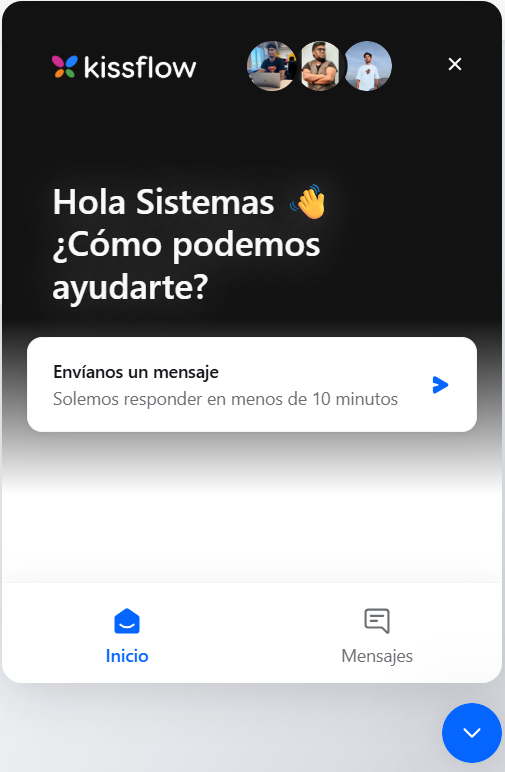 kissflow
Hola Sistemas 👋
¿Cómo podemos
ayudarte?
Envíanos un mensaje
Solemos responder en menos de 10 minutos
Inicio
Mensajes